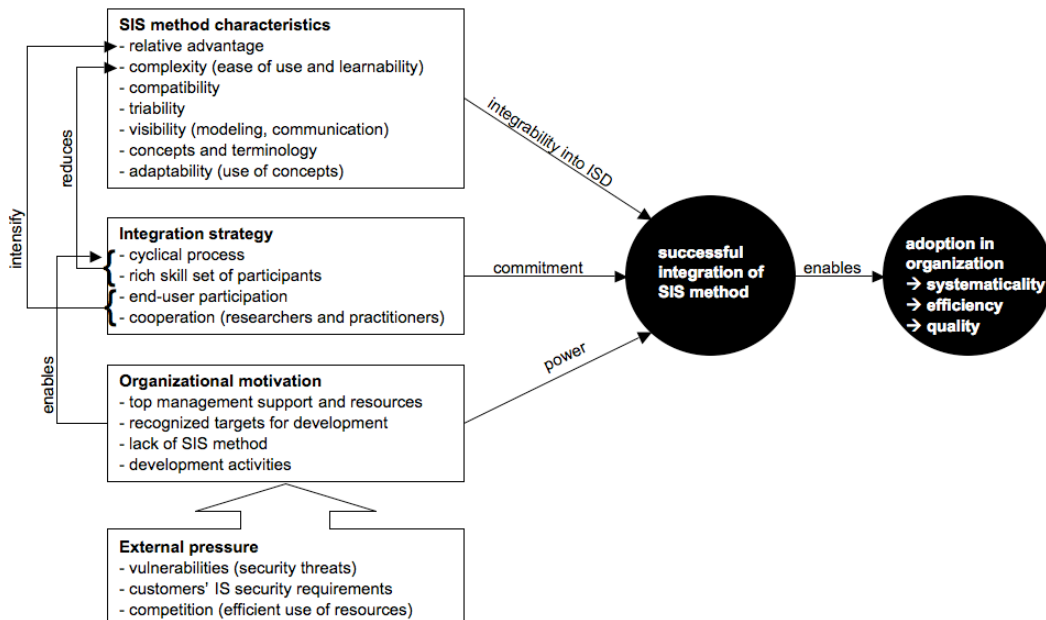 SIS method characteristics
- relative advantage
- complexity (ease of use and learnability)
- compatibility
- triability
- visibility (modeling, communication)
- concepts and terminology
- adaptability (use of concepts)
reduces
intensify
integrability into ISD
Integration strategy
- cyclical process
- rich skill set of participants
- end-user participation
- cooperation (researchers and practitioners)
commitment
successful
integration of
SIS method
enables
adoption in
organization
→ systematicality
→ efficiency
→ quality
enables
Organizational motivation
- top management support and resources
- recognized targets for development
- lack of SIS method
- development activities
power
External pressure
- vulnerabilities (security threats)
- customers' IS security requirements
- competition (efficient use of resources)